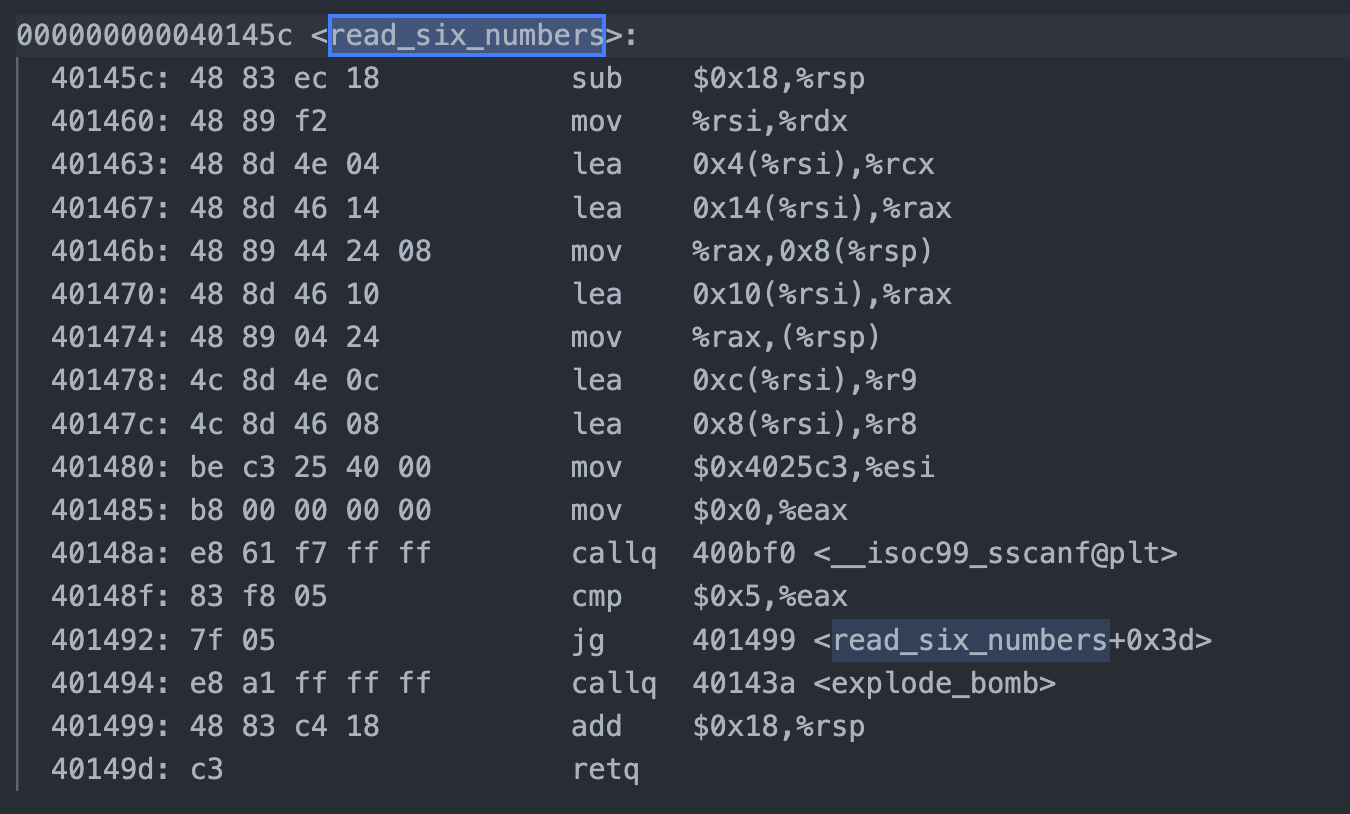 000000000040145c <read_six_numbers>:
40145c: 48 83 ec 18 sub $0x18,%rsp
401460: 48 89 f2 mov %rsi,%rdx
401463: 48 8d 4e 04 lea 0x4(%rsi),%rcx
401467: 48 8d 46 14 lea 0x14(%rsi),%rax
40146b: 48 89 44 24 08 mov %rax,0x8(%rsp)
401470: 48 8d 46 10 lea 0x10(%rsi),%rax
401474: 48 89 04 24 mov %rax,(%rsp)
401478: 4c 8d 4e 0c lea 0xc(%rsi),%r9
40147c: 4c 8d 46 08 lea 0x8(%rsi),%r8
401480: be c3 25 40 00 mov $0x4025c3,%esi
401485: b8 00 00 00 00 mov $0x0,%eax
40148a: e8 61 f7 ff ff callq 400bf0 <__isoc99_sscanf@plt>
40148f: 83 f8 05 cmp $0x5,%eax
401492: 7f 05 jg 401499 <read_six_numbers+0x3d>
401494: e8 a1 ff ff ff callq 40143a <explode_bomb>
401499: 48 83 c4 18 add $0x18,%rsp
40149d: c3 retq